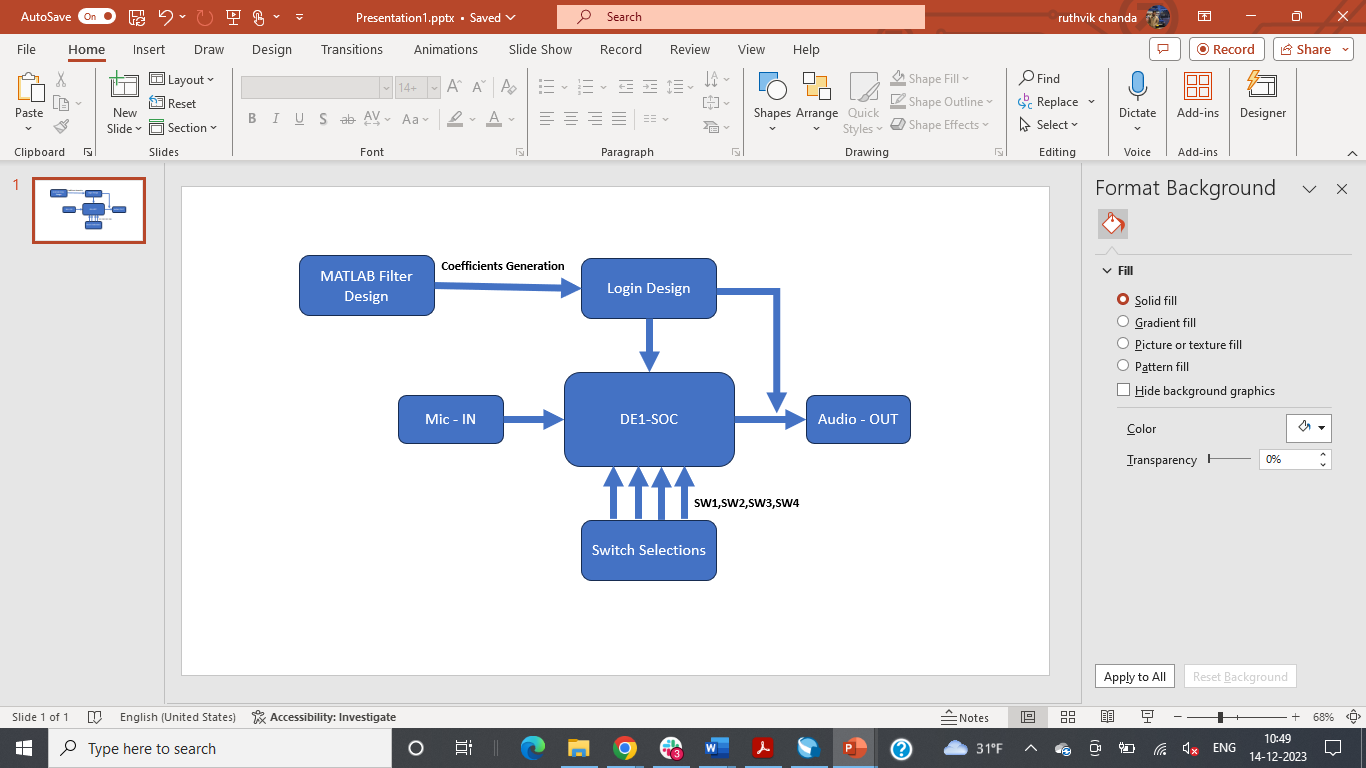 AutoSave On Presentation1.pptx • Saved Search ruthvik chanda
File Home Insert Draw Design Transitions Animations Slide Show Record Review View Help Record Share
Paste
Clipboard
New
Slide
Layout
Reset
Section
Slides
14+
B I U S ab AV Aa A
Font
Paragraph
Shapes Arrange Quick
Styles
Shape Fill
Shape Outline
Shape Effects
Drawing
Find
Replace
Select
Editing
Dictate
Voice
Add-ins
Add-ins
Designer
1
MATLAB Filter
Design
Coefficients Generation
Login Design
Mic - IN
DE1-SOC
Audio - OUT
SW1,SW2,SW3,SW4
Switch Selections
Format Background
Fill
Solid fill
Gradient fill
Picture or texture fill
Pattern fill
Hide background graphics
Color
Transparency 0%
Apply to All Reset Background
Slide 1 of 1 English (United States) Accessibility: Investigate Notes 68%
Type here to search 3 31°F ENG 10:49
14-12-2023